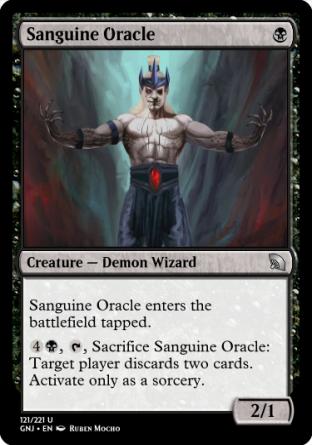 Sanguine Oracle
Creature — Demon Wizard
Sanguine Oracle enters the
battlefield tapped.
4, , Sacrifice Sanguine Oracle:
Target player discards two cards.
Activate only as a sorcery.
121/221 U
GNJ • EN Ruben Mocho
2/1